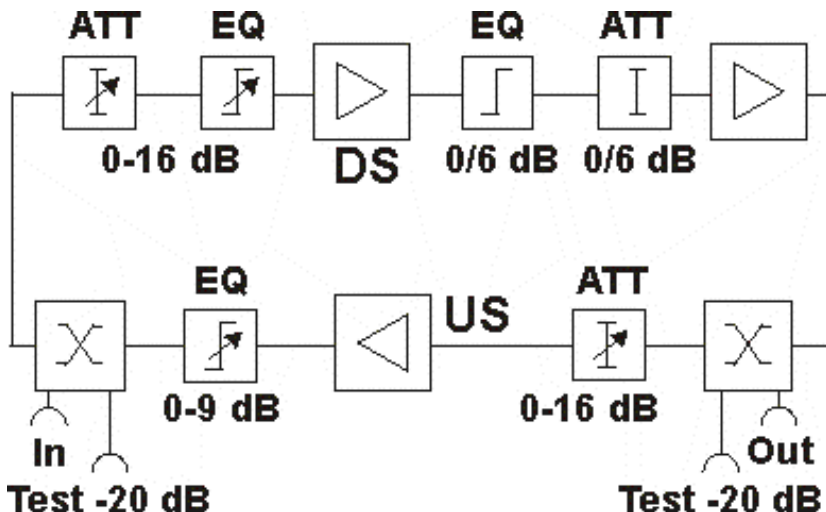 ATT EQ EQ ATT
0-16 dB 0/6 dB 0/6 dB
DS
EQ US ATT
0-9 dB 0-16 dB
In Out
Test -20 dB Test -20 dB